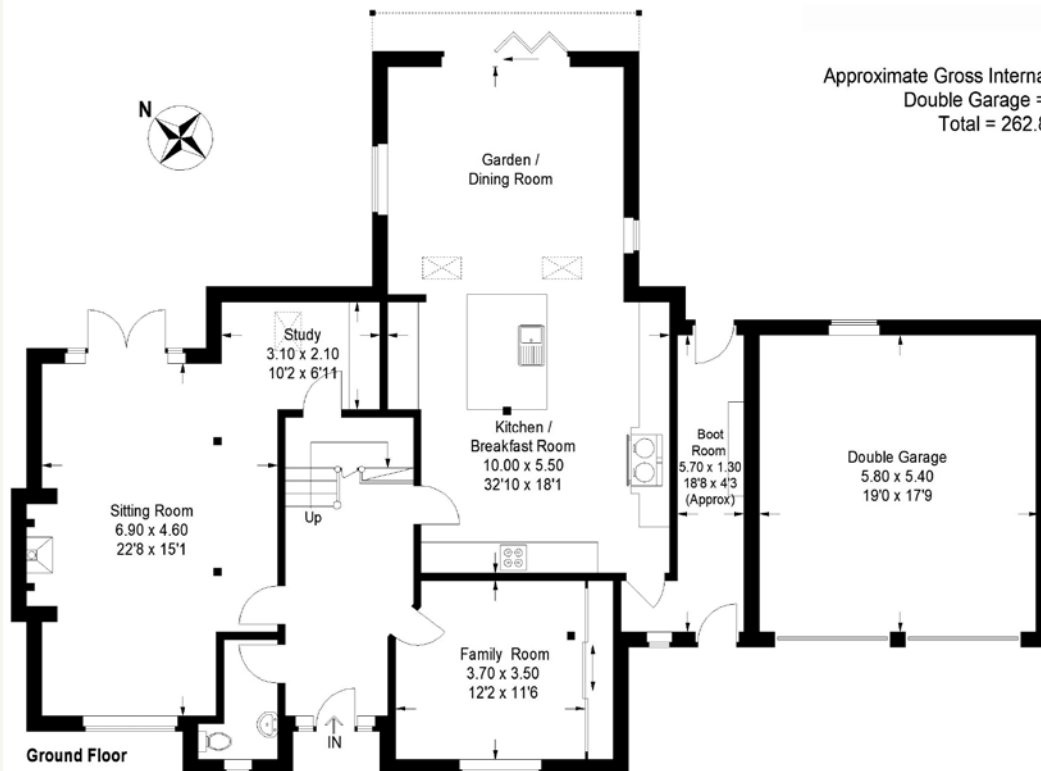 N
Approximate Gross Interna
Double Garage =
Total = 262.8
Garden /
Dining Room
Study
3.10 x 2.10
10'2 x 6'11
Kitchen /
Breakfast Room
10.00 x 5.50
32'10 x 18'1
Boot
Room
5.70 x 1.30
18'8 x 4'3
(Approx)
Double Garage
5.80 x 5.40
19'0 x 17'9
Sitting Room
6.90 x 4.60
22'8 x 15'1
Up
Family Room
3.70 x 3.50
12'2 x 11'6
IN
Ground Floor